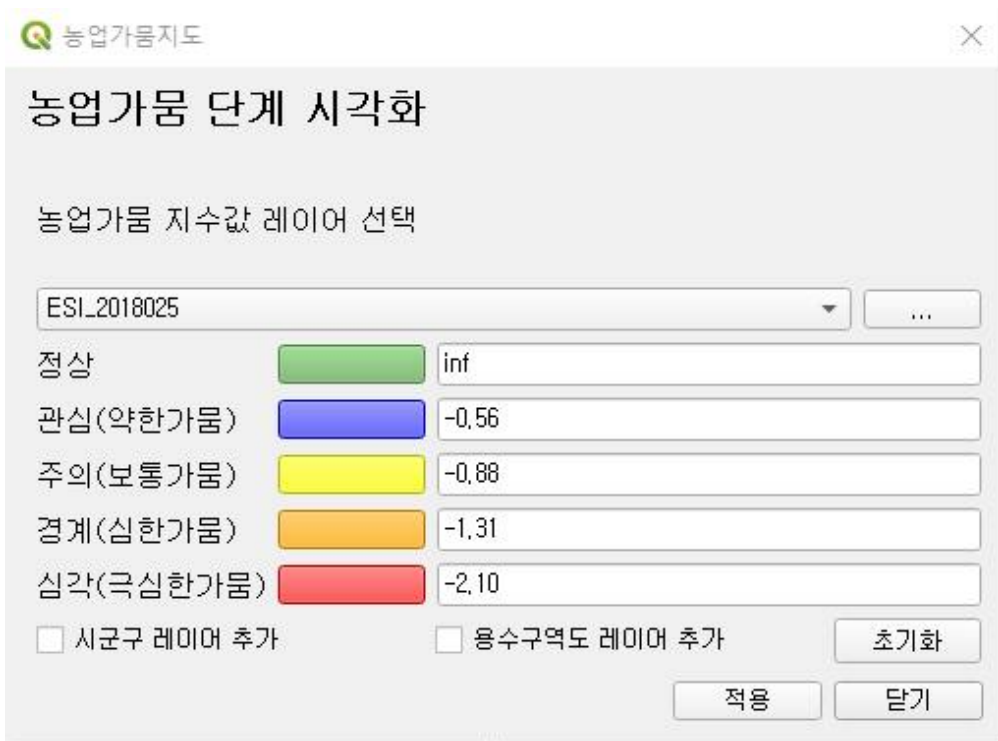 농업가뭄지도
농업가뭄 단계 시각화
농업가뭄 지수값 레이어 선택
ESI_2018025 ...
정상 inf
관심(약한가뭄) -0.56
주의(보통가뭄) -0.88
경계(심한가뭄) -1.31
심각(극심한가뭄) -2.10
시군구 레이어 추가 용수구역도 레이어 추가 초기화
적용 닫기